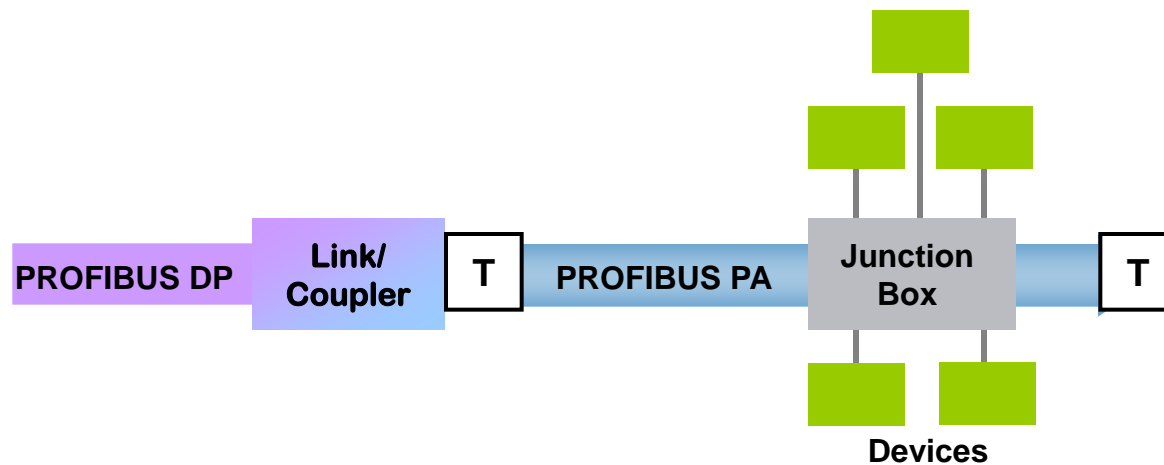 PROFIBUS DP
Link/
Coupler
T
PROFIBUS PA
Junction
Box
T
Devices